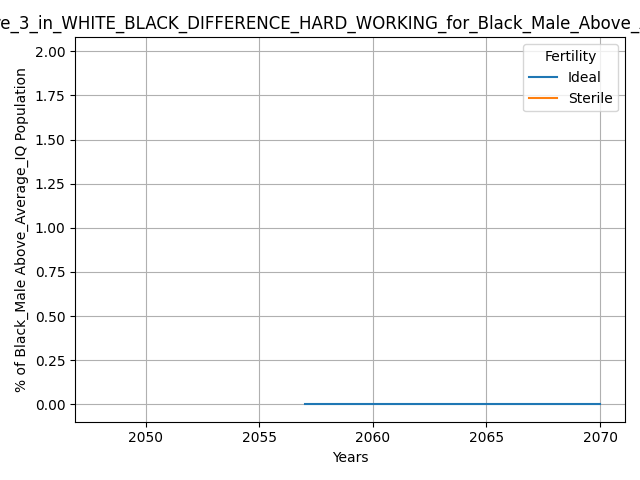 e_3_in_WHITE_BLACK_DIFFERENCE_HARD_WORKING_for_Black_Male_Above_
% of Black_Male Above_Average_IQ Population
2.00
1.75
1.50
1.25
1.00
0.75
0.50
0.25
0.00
Fertility
Ideal
Sterile
2050 2055 2060 2065 2070
Years